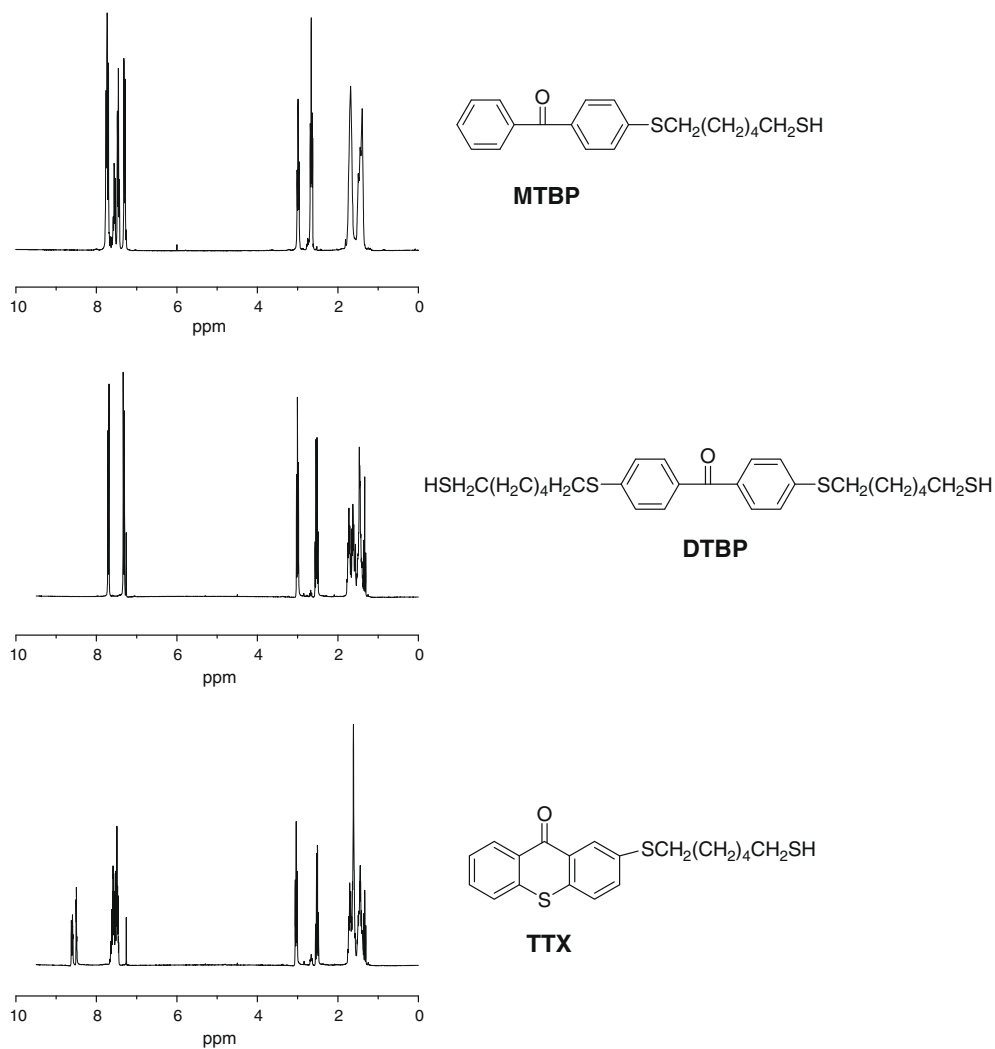 O
SCH₂(CH₂)₄CH₂SH
MTBP
10 8 6 4 2 0
ppm
O
HSH₂C(H₂C)₄H₂CS
SCH₂(CH₂)₄CH₂SH
DTBP
10 8 6 4 2 0
ppm
O
SCH₂(CH₂)₄CH₂SH
S
TTX
10 8 6 4 2 0
ppm